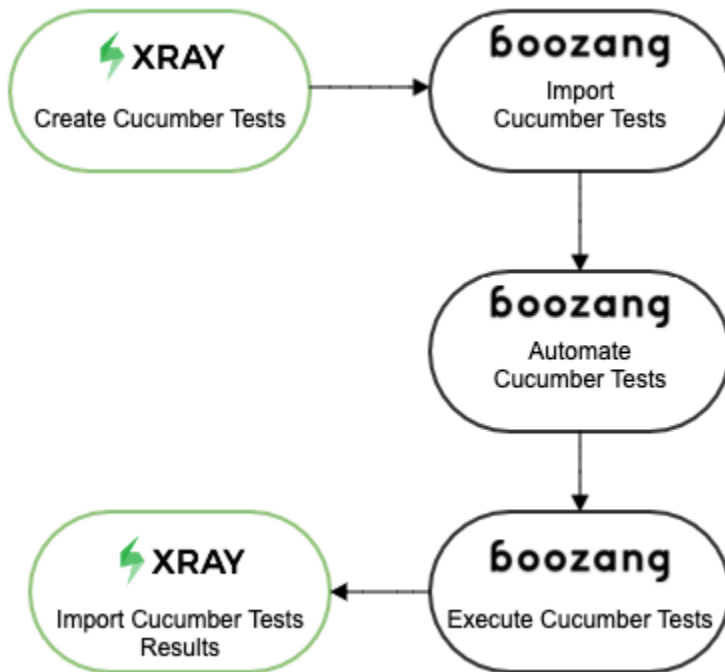 XRAY
Create Cucumber Tests
boozang
Import
Cucumber Tests
boozang
Automate
Cucumber Tests
boozang
Execute Cucumber Tests
XRAY
Import Cucumber Tests
Results